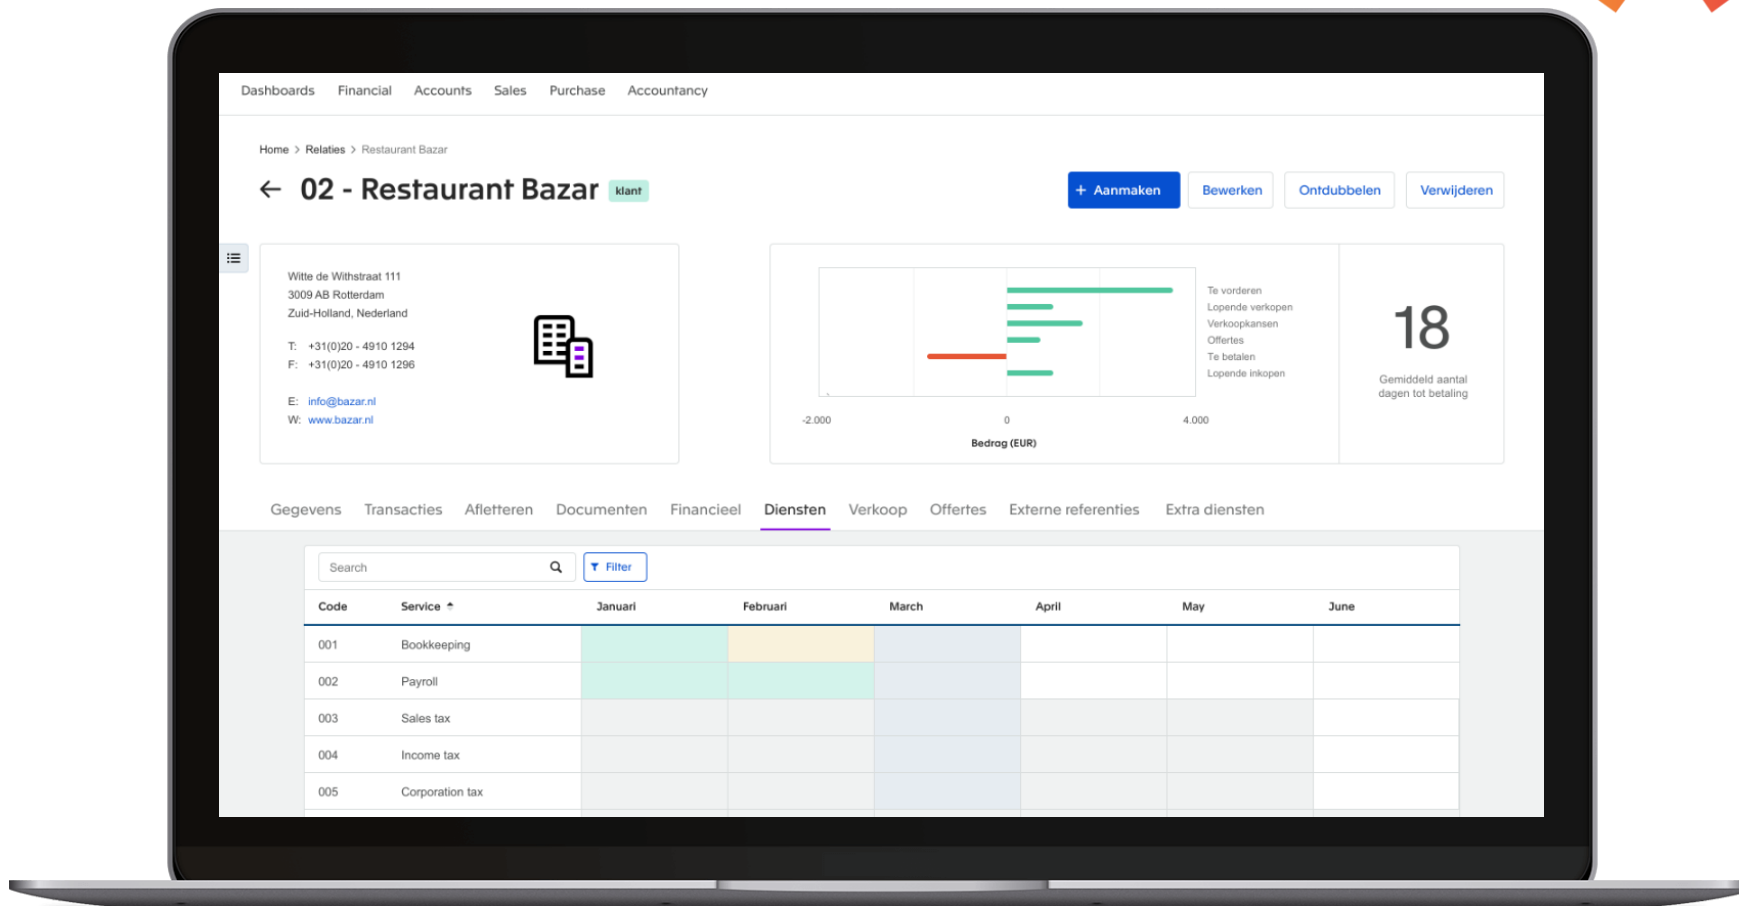 Dashboards Financial Accounts Sales Purchase Accountancy
Home > Relaties > Restaurant Bazar
← 02 - Restaurant Bazar klant
+ Aanmaken Bewerken Ontdubbelen Verwijderen
Witte de Withstraat 111
3009 AB Rotterdam
Zuid-Holland, Nederland
T: +31(0)20 - 4910 1294
F: +31(0)20 - 4910 1296
E: info@bazar.nl
W: www.bazar.nl
Te vorderen
Lopende verkopen
Verkoopkansen
Offertes
Te betalen
Lopende inkopen
-2.000 0 4.000
Bedrag (EUR)
18
Gemiddeld aantal
dagen tot betaling
Gegevens Transacties Afletteren Documenten Financieel Diensten Verkoop Offertes Externe referenties Extra diensten
Search Filter
Code Service Januari Februari March April May June
001 Bookkeeping
002 Payroll
003 Sales tax
004 Income tax
005 Corporation tax